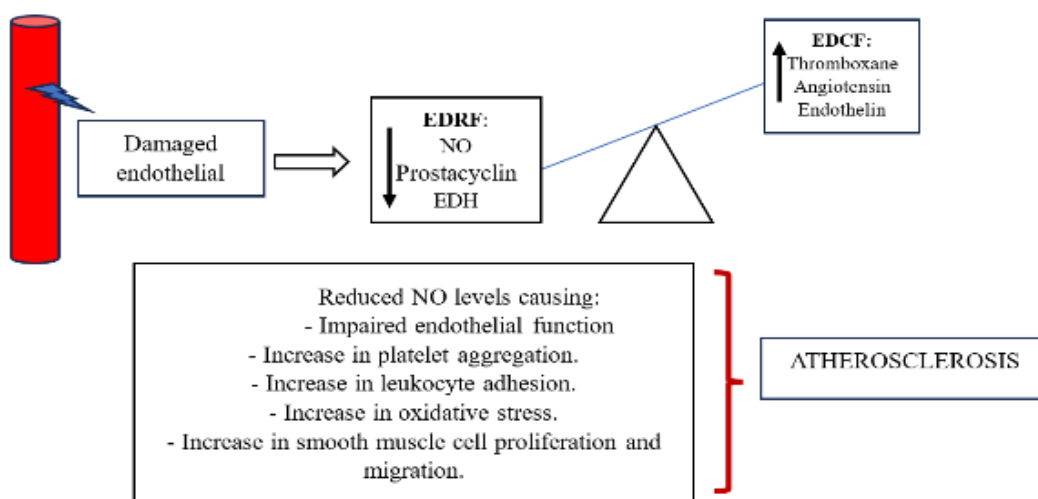 EDCF:
Thromboxane
Angiotensin
Endothelin
EDRF:
NO
Prostacyclin
EDH
Damaged
endothelial
Reduced NO levels causing:
- Impaired endothelial function
- Increase in platelet aggregation.
- Increase in leukocyte adhesion.
- Increase in oxidative stress.
- Increase in smooth muscle cell proliferation and
migration.
ATHEROSCLEROSIS